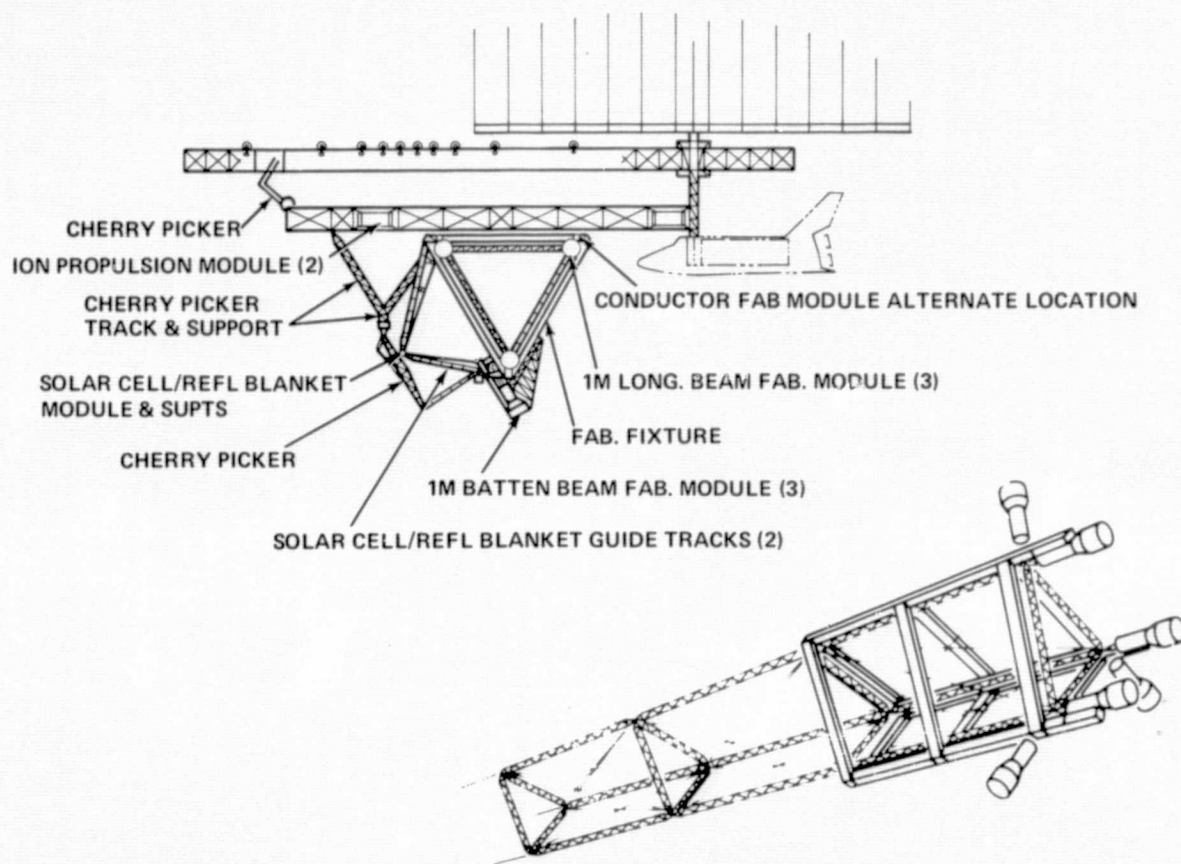 CHERRY PICKER
ION PROPULSION MODULE (2)
CHERRY PICKER
TRACK & SUPPORT
CONDUCTOR FAB MODULE ALTERNATE LOCATION
SOLAR CELL/REFL BLANKET
MODULE & SUPTS
1M LONG. BEAM FAB. MODULE (3)
CHERRY PICKER
FAB. FIXTURE
1M BATTEN BEAM FAB. MODULE (3)
SOLAR CELL/REFL BLANKET GUIDE TRACKS (2)